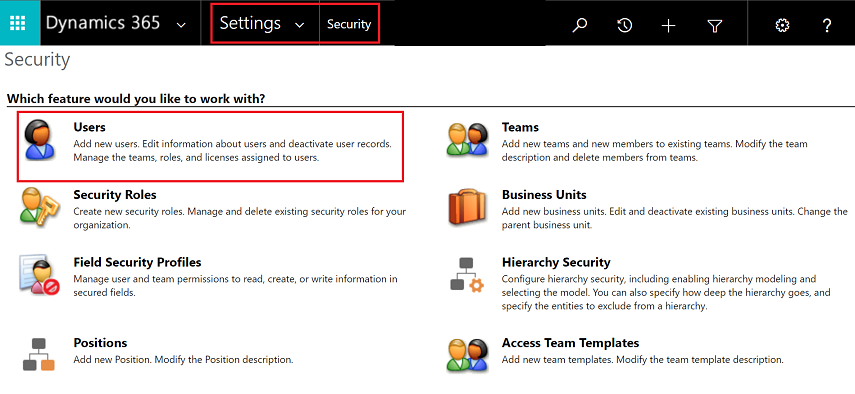 Dynamics 365
Settings
Security
?
Security
Which feature would you like to work with?
Users
Add new users. Edit information about users and deactivate user records.
Manage the teams, roles, and licenses assigned to users.
Teams
Add new teams and new members to existing teams. Modify the team
description and delete members from teams.
Security Roles
Create new security roles. Manage and delete existing security roles for your
organization.
Business Units
Add new business units. Edit and deactivate existing business units. Change the
parent business unit.
Field Security Profiles
Manage user and team permissions to read, create, or write information in
secured fields.
Hierarchy Security
Configure hierarchy security, including enabling hierarchy modeling and
selecting the model. You can also specify how deep the hierarchy goes, and
specify the entities to exclude from a hierarchy.
Positions
Add new Position. Modify the Position description.
Access Team Templates
Add new team templates. Modify the team template description.